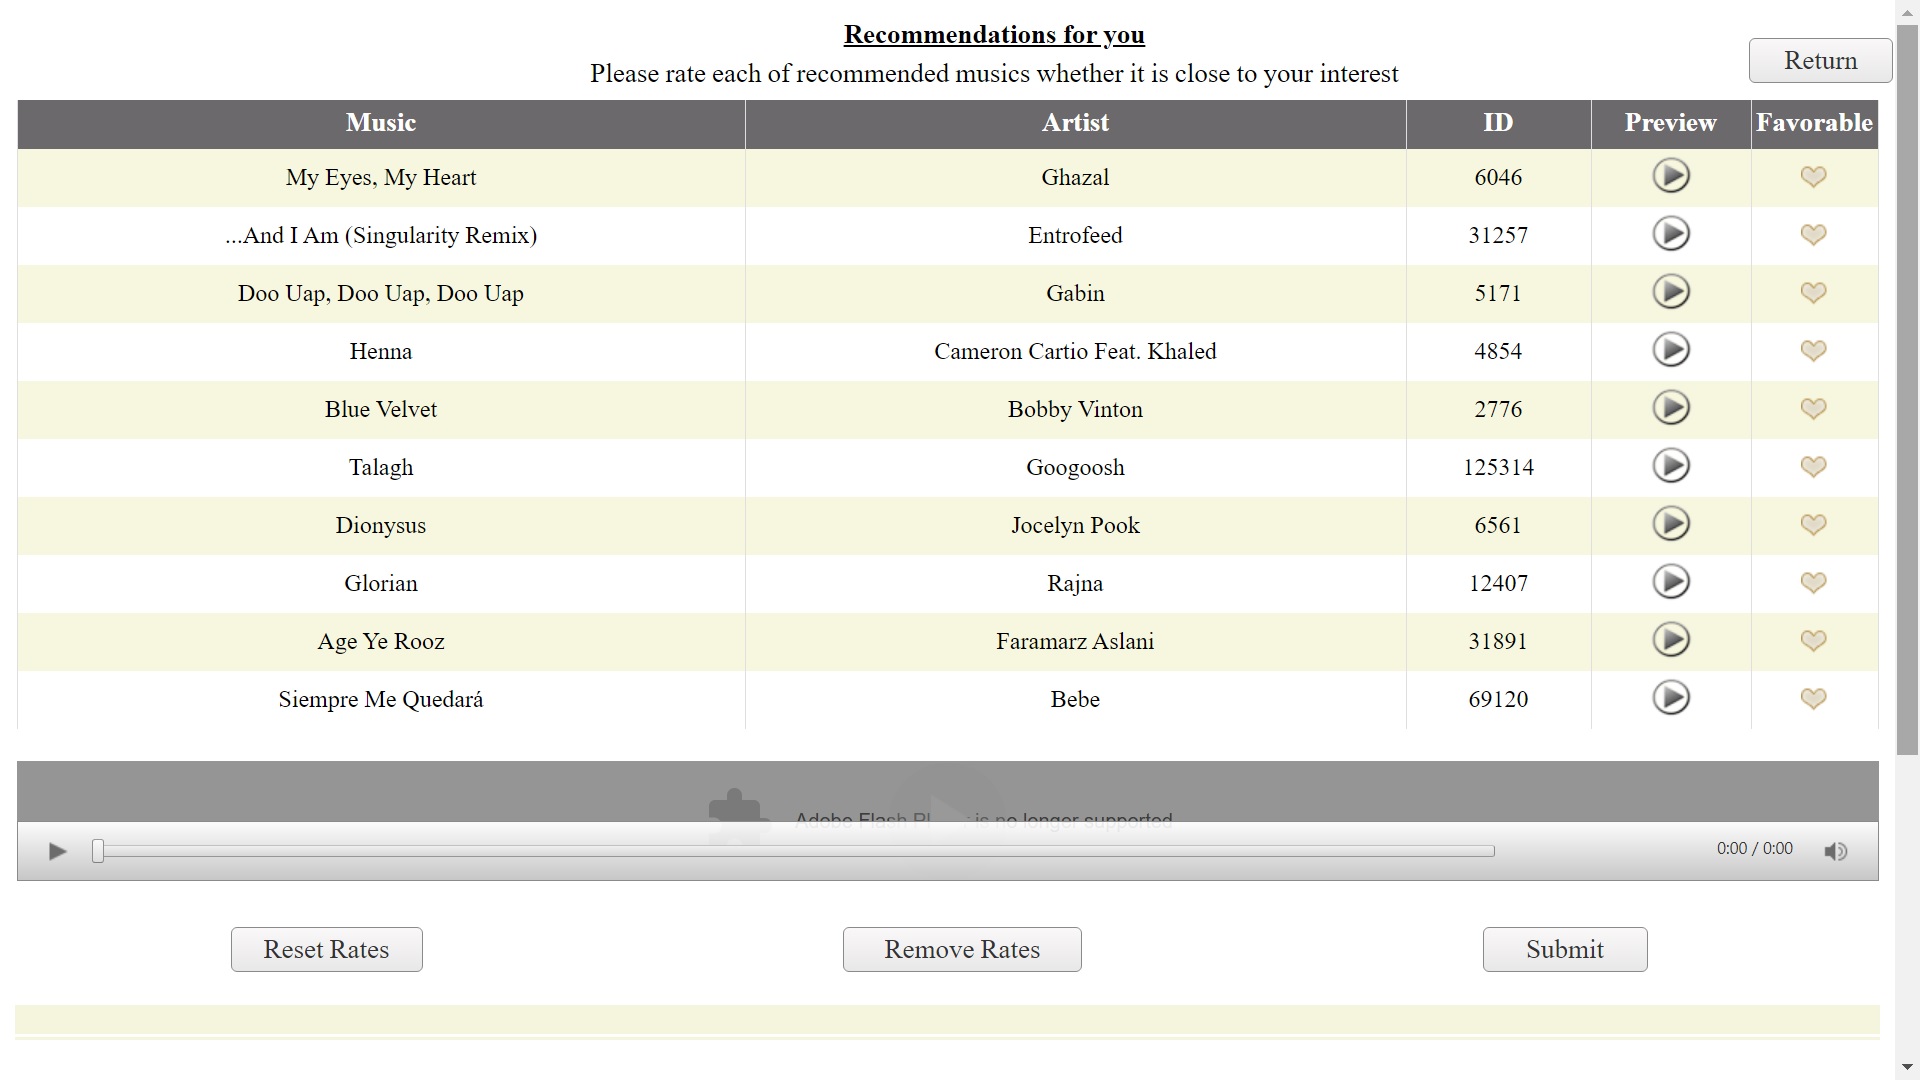 Recommendations for you
Please rate each of recommended musics whether it is close to your interest
Return
Music Artist ID Preview Favorable
My Eyes, My Heart Ghazal 6046
...And I Am (Singularity Remix) Entrofeed 31257
Doo Uap, Doo Uap, Doo Uap Gabin 5171
Henna Cameron Cartio Feat. Khaled 4854
Blue Velvet Bobby Vinton 2776
Talagh Googoosh 125314
Dionysus Jocelyn Pook 6561
Glorian Rajna 12407
Age Ye Rooz Faramarz Aslani 31891
Siempre Me Quedará Bebe 69120
Adobe Flash is no longer supported
0:00 / 0:00
Reset Rates Remove Rates Submit